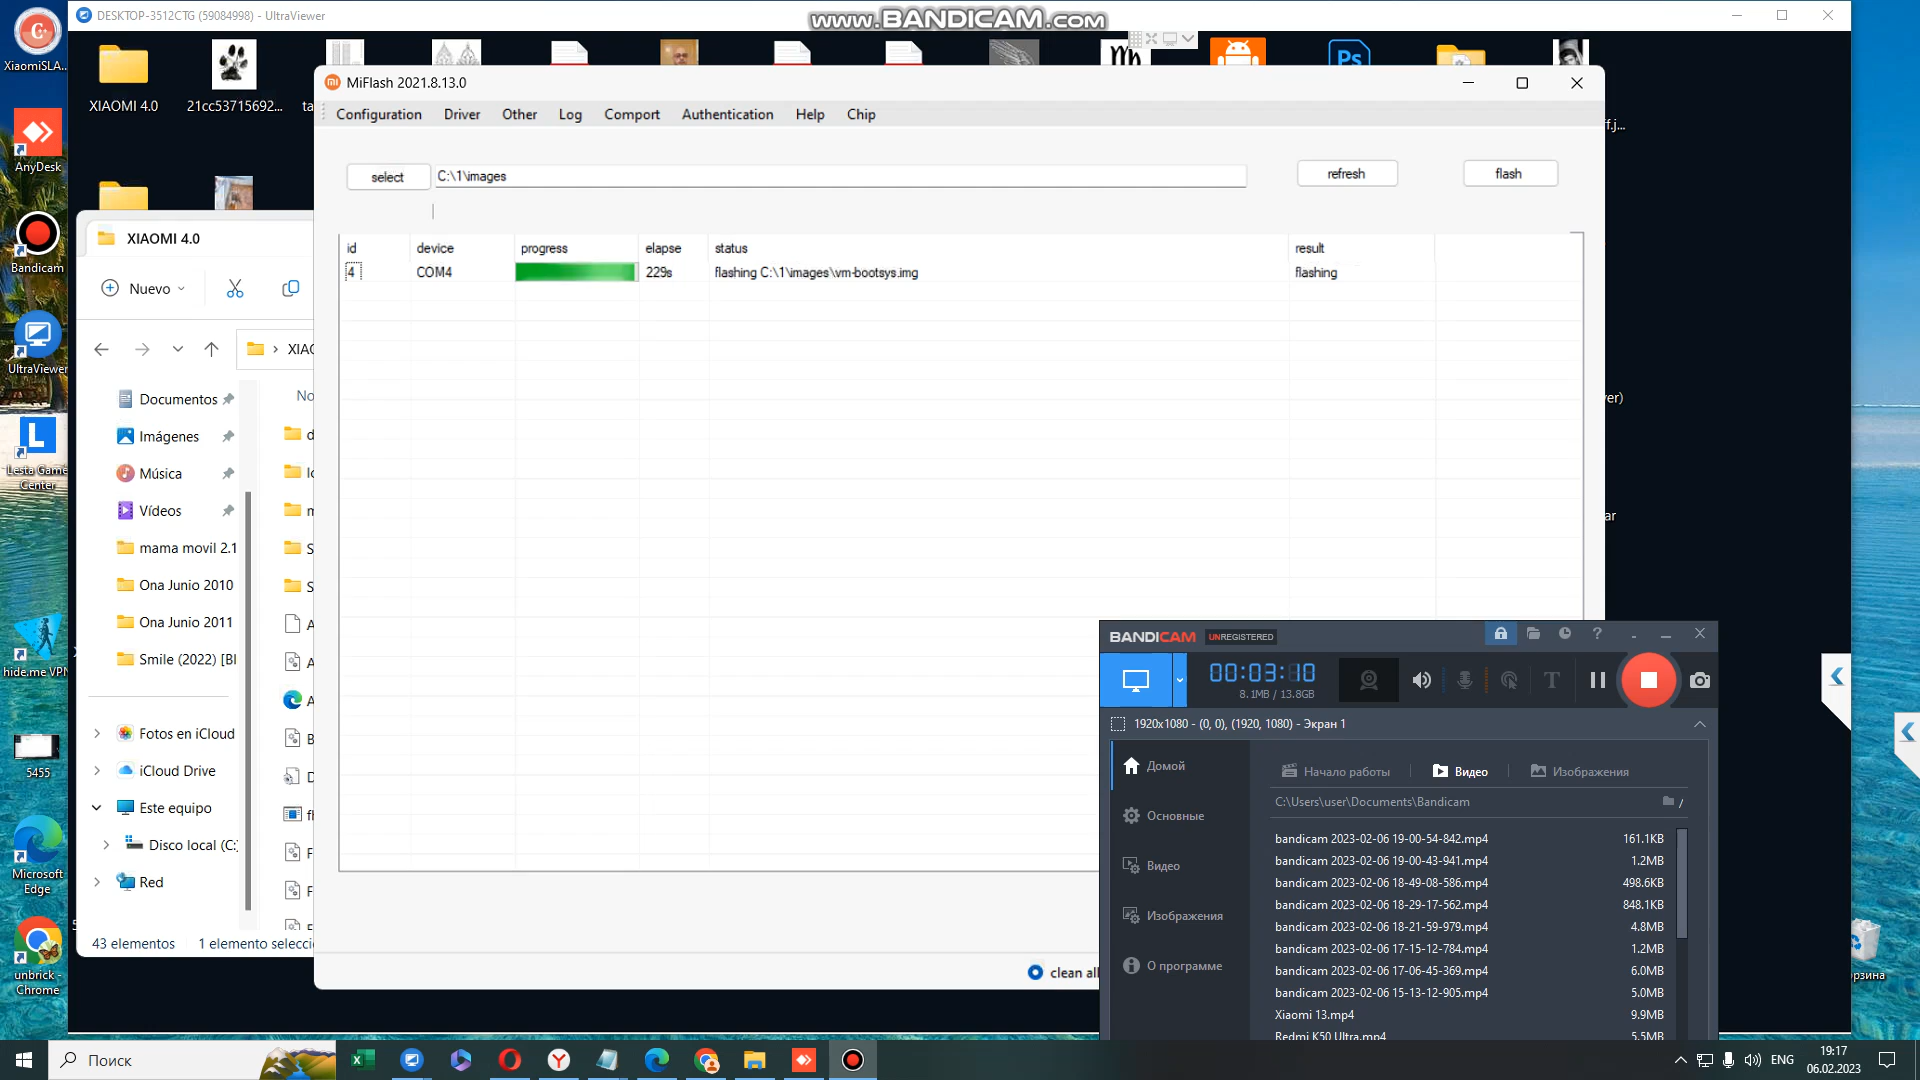 DESKTOP-3512CTG (59084998) - UltraViewer
www.BANDICAM.com
XiaomiSLA...
XIAOMI 4.0
21cc53715692...
AnyDesk
Bandicam
UltraViewer
Lesta Game Center
hide.me VPN
5455
Microsoft Edge
unbrick - Chrome
MiFlash 2021.8.13.0
Configuration Driver Other Log Comport Authentication Help Chip
select C:\1\images refresh flash
id device progress elapse status result
4 COM4 229s flashing C:\1\images\vm-bootsys.img flashing
clean all
XIAOMI 4.0
Nuevo
Documentos
Imágenes
Música
Vídeos
mama movil 2.1
Ona Junio 2010
Ona Junio 2011
Smile (2022) [Bl
Fotos en iCloud
iCloud Drive
Este equipo
Disco local (C:)
Red
43 elementos 1 elemento selecci
BANDICAM UNREGISTERED
00:03:10
8.1MB / 13.8GB
1920x1080 - (0, 0), (1920, 1080) - Экран 1
Домой
Основные
Видео
Изображения
О программе
Начало работы Видео Изображения
C:\Users\user\Documents\Bandicam
bandicam 2023-02-06 19-00-54-842.mp4 161.1KB
bandicam 2023-02-06 19-00-43-941.mp4 1.2MB
bandicam 2023-02-06 18-49-08-586.mp4 498.6KB
bandicam 2023-02-06 18-29-17-562.mp4 848.1KB
bandicam 2023-02-06 18-21-59-979.mp4 4.8MB
bandicam 2023-02-06 17-15-12-784.mp4 1.2MB
bandicam 2023-02-06 17-06-45-369.mp4 6.0MB
bandicam 2023-02-06 15-13-12-905.mp4 5.0MB
Xiaomi 13.mp4 9.9MB
Redmi K50 Ultra.mp4 5.5MB
Поиск
ENG
19:17
06.02.2023